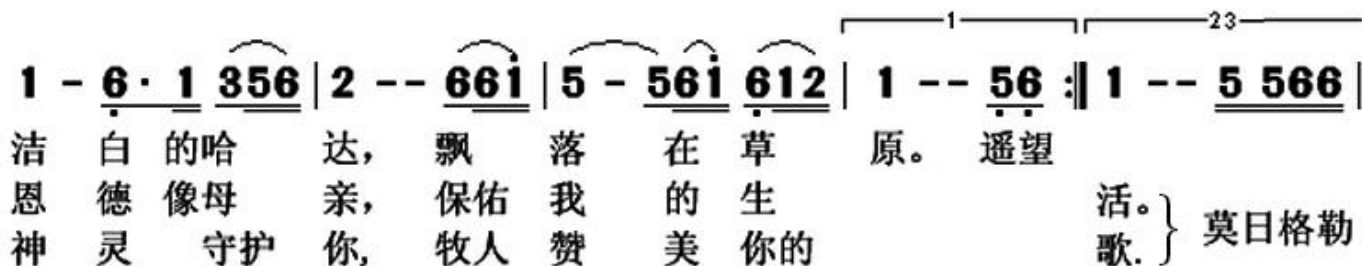 1 23
1 - 6· 1 356 | 2 - - 661 | 5 - 561 612 | 1 - - 56 :‖ 1 - - 5 566 |
洁 白 的哈 达， 飘 落 在 草 原。 遥望
恩 德 像母 亲， 保佑 我 的 生 活。
神 灵 守护 你, 牧人 赞 美 你的 歌. } 莫日格勒